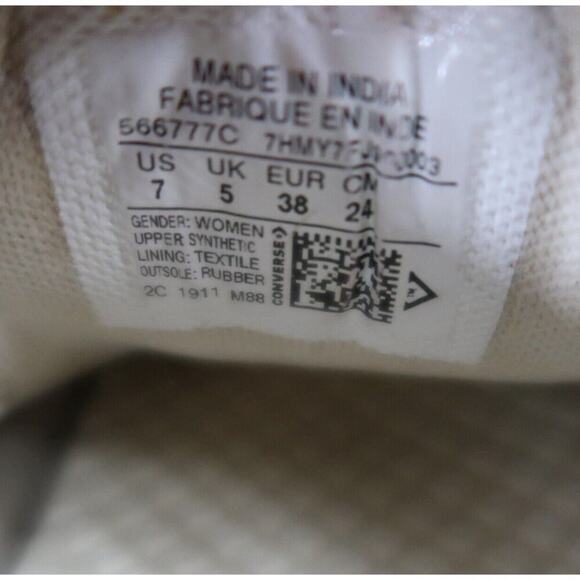 MADE IN INDIA
FABRIQUE EN INDE
566777C
US UK EUR CM
7 5 38 24
GENDER: WOMEN
UPPER: SYNTHETIC
LINING: TEXTILE
OUTSOLE: RUBBER
2C 1911 M88
CONVERSE